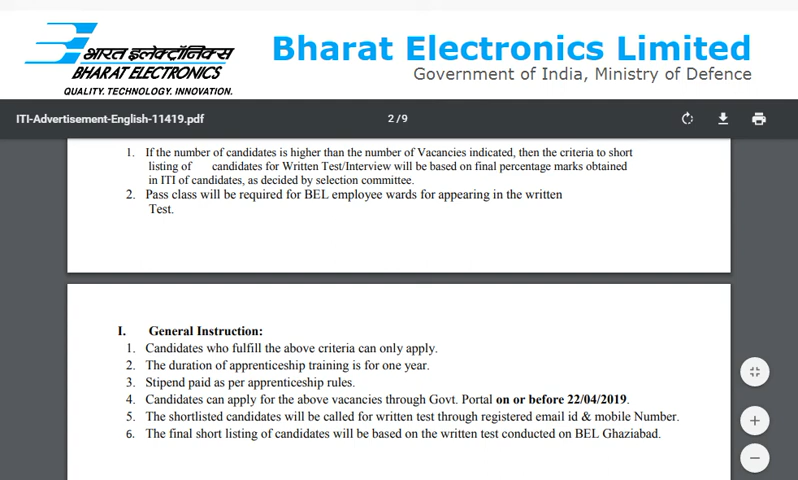 भारत इलेक्ट्रॉनिक्स
BHARAT ELECTRONICS
QUALITY. TECHNOLOGY. INNOVATION.
Bharat Electronics Limited
Government of India, Ministry of Defence
ITI-Advertisement-English-11419.pdf
2 / 9
1. If the number of candidates is higher than the number of Vacancies indicated, then the criteria to short
listing of candidates for Written Test/Interview will be based on final percentage marks obtained
in ITI of candidates, as decided by selection committee.
2. Pass class will be required for BEL employee wards for appearing in the written
Test.
I. General Instruction:
1. Candidates who fulfill the above criteria can only apply.
2. The duration of apprenticeship training is for one year.
3. Stipend paid as per apprenticeship rules.
4. Candidates can apply for the above vacancies through Govt. Portal on or before 22/04/2019.
5. The shortlisted candidates will be called for written test through registered email id & mobile Number.
6. The final short listing of candidates will be based on the written test conducted on BEL Ghaziabad.